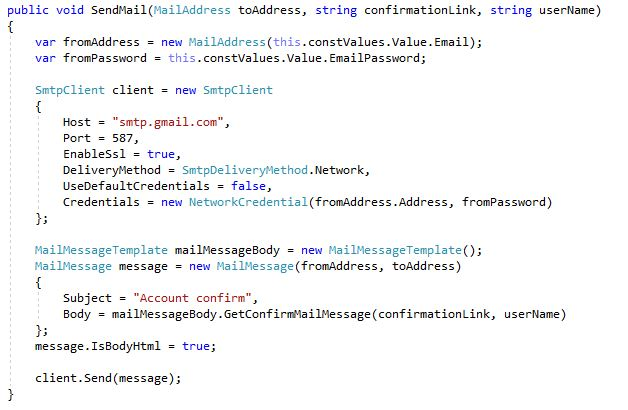 public void SendMail(MailAddress toAddress, string confirmationLink, string userName)
{
    var fromAddress = new MailAddress(this.constValues.Value.Email);
    var fromPassword = this.constValues.Value.EmailPassword;

    SmtpClient client = new SmtpClient
    {
        Host = "smtp.gmail.com",
        Port = 587,
        EnableSsl = true,
        DeliveryMethod = SmtpDeliveryMethod.Network,
        UseDefaultCredentials = false,
        Credentials = new NetworkCredential(fromAddress.Address, fromPassword)
    };

    MailMessageTemplate mailMessageBody = new MailMessageTemplate();
    MailMessage message = new MailMessage(fromAddress, toAddress)
    {
        Subject = "Account confirm",
        Body = mailMessageBody.GetConfirmMailMessage(confirmationLink, userName)
    };
    message.IsBodyHtml = true;

    client.Send(message);
}